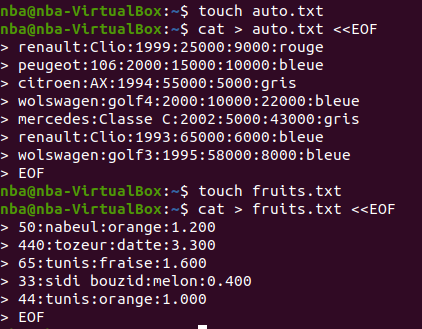 nba@nba-VirtualBox:~$ touch auto.txt
nba@nba-VirtualBox:~$ cat > auto.txt <<EOF
> renault:Clio:1999:25000:9000:rouge
> peugeot:106:2000:15000:10000:bleue
> citroen:AX:1994:55000:5000:gris
> wolswagen:golf4:2000:10000:22000:bleue
> mercedes:Classe C:2002:5000:43000:gris
> renault:Clio:1993:65000:6000:bleue
> wolswagen:golf3:1995:58000:8000:bleue
> EOF
nba@nba-VirtualBox:~$ touch fruits.txt
nba@nba-VirtualBox:~$ cat > fruits.txt <<EOF
> 50:nabeul:orange:1.200
> 440:tozeur:datte:3.300
> 65:tunis:fraise:1.600
> 33:sidi bouzid:melon:0.400
> 44:tunis:orange:1.000
> EOF